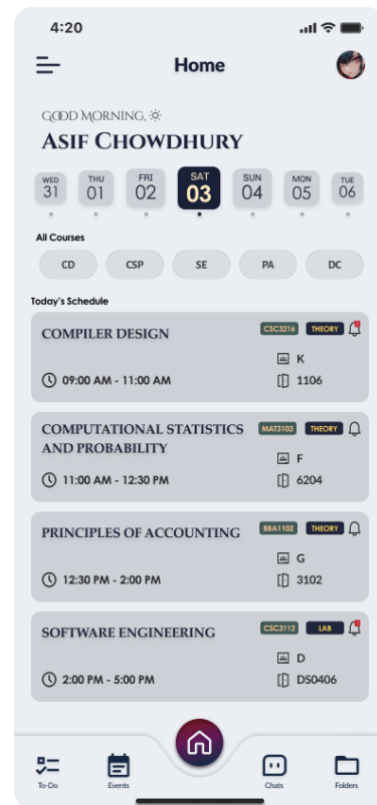 4:20
Home
GOOD MORNING,
ASIF CHOWDHURY
WED THU FRI SAT SUN MON TUE
31 01 02 03 04 05 06
All Courses
CD CSP SE PA DC
Today's Schedule
COMPILER DESIGN CSC3216 THEORY
K
09:00 AM - 11:00 AM 1106
COMPUTATIONAL STATISTICS MAT3103 THEORY
AND PROBABILITY
F
11:00 AM - 12:30 PM 6204
PRINCIPLES OF ACCOUNTING BBA1102 THEORY
G
12:30 PM - 2:00 PM 3102
SOFTWARE ENGINEERING CSC3112 LAB
D
2:00 PM - 5:00 PM DS0406
To-Do Events Chats Folders